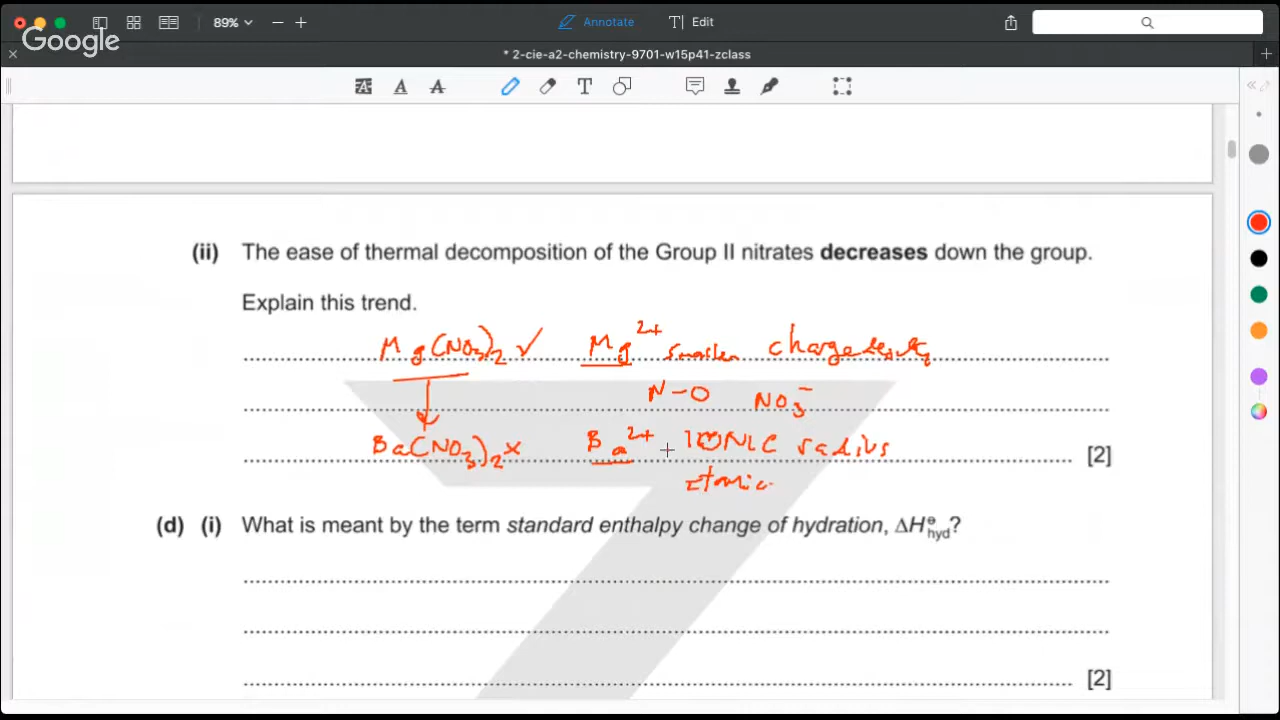 89%
Annotate
T| Edit
Google
* 2-cie-a2-chemistry-9701-w15p41-zclass
(ii) The ease of thermal decomposition of the Group II nitrates decreases down the group.
Explain this trend.
Mg(NO3)2 ✓ Mg2+ smaller charge density
N-O NO3-
Ba(NO3)2 x Ba2+ IONIC radius
atomic
[2]
(d) (i) What is meant by the term standard enthalpy change of hydration, ΔH⦵hyd?
[2]